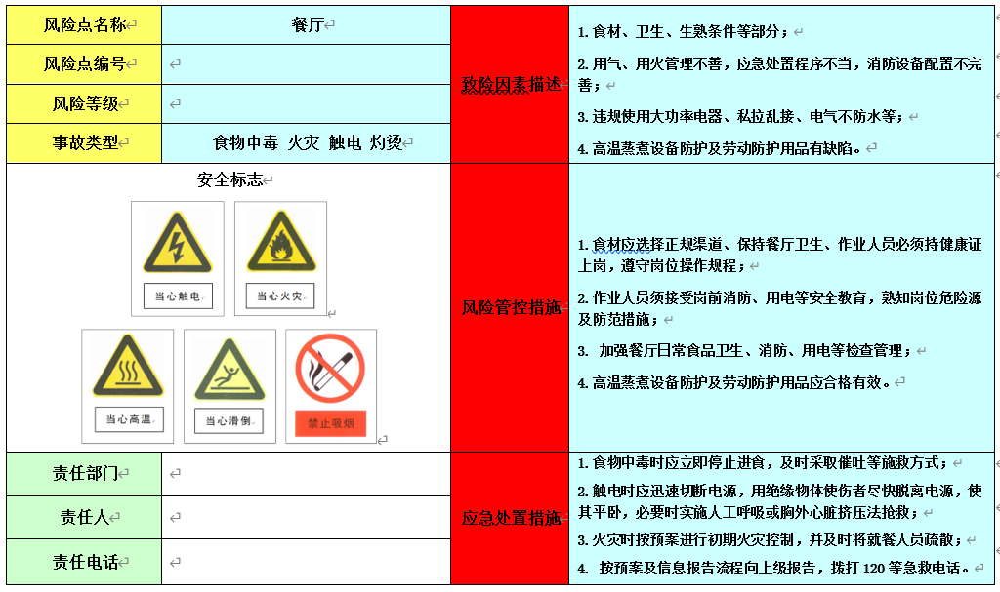 风险点名称
餐厅
风险点编号
风险等级
事故类型
食物中毒 火灾 触电 灼烫
致险因素描述
1.食材、卫生、生熟条件等部分；
2.用气、用火管理不善，应急处置程序不当，消防设备配置不完
善；
3.违规使用大功率电器、私拉乱接、电气不防水等；
4.高温蒸煮设备防护及劳动防护用品有缺陷。
安全标志
当心触电
当心火灾
当心高温
当心滑倒
禁止吸烟
风险管控措施
1.食材应选择正规渠道、保持餐厅卫生、作业人员必须持健康证
上岗，遵守岗位操作规程；
2.作业人员须接受岗前消防、用电等安全教育，熟知岗位危险源
及防范措施；
3. 加强餐厅日常食品卫生、消防、用电等检查管理；
4.高温蒸煮设备防护及劳动防护用品应合格有效。
责任部门
责任人
责任电话
应急处置措施
1.食物中毒时应立即停止进食，及时采取催吐等施救方式；
2.触电时应迅速切断电源，用绝缘物体使伤者尽快脱离电源，使
其平卧，必要时实施人工呼吸或胸外心脏挤压法抢救；
3.火灾时按预案进行初期火灾控制，并及时将就餐人员疏散；
4. 按预案及信息报告流程向上级报告，拨打120等急救电话。